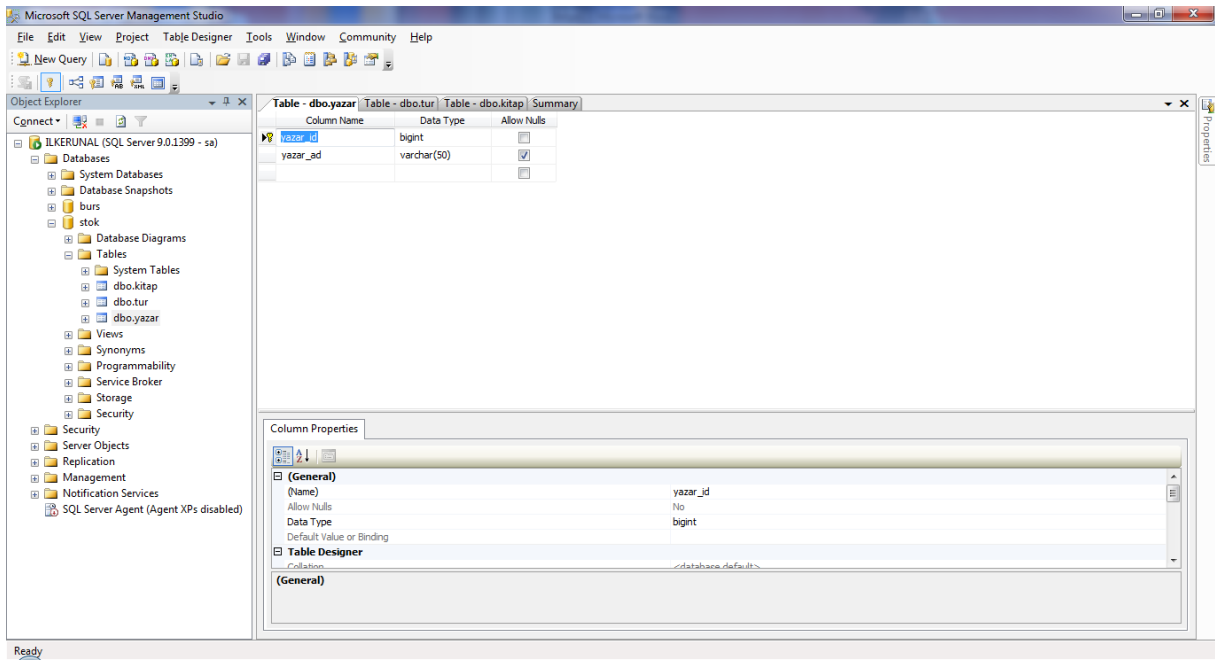 Microsoft SQL Server Management Studio
File Edit View Project Table Designer Tools Window Community Help
New Query
Object Explorer
Connect
ILKERUNAL (SQL Server 9.0.1399 - sa)
Databases
System Databases
Database Snapshots
burs
stok
Database Diagrams
Tables
System Tables
dbo.kitap
dbo.tur
dbo.yazar
Views
Synonyms
Programmability
Service Broker
Storage
Security
Security
Server Objects
Replication
Management
Notification Services
SQL Server Agent (Agent XPs disabled)
Table - dbo.yazar Table - dbo.tur Table - dbo.kitap Summary
Column Name Data Type Allow Nulls
yazar_id bigint
yazar_ad varchar(50)
Column Properties
(General)
(Name) yazar_id
Allow Nulls No
Data Type bigint
Default Value or Binding
Table Designer
Collation <database default>
(General)
Properties
Ready